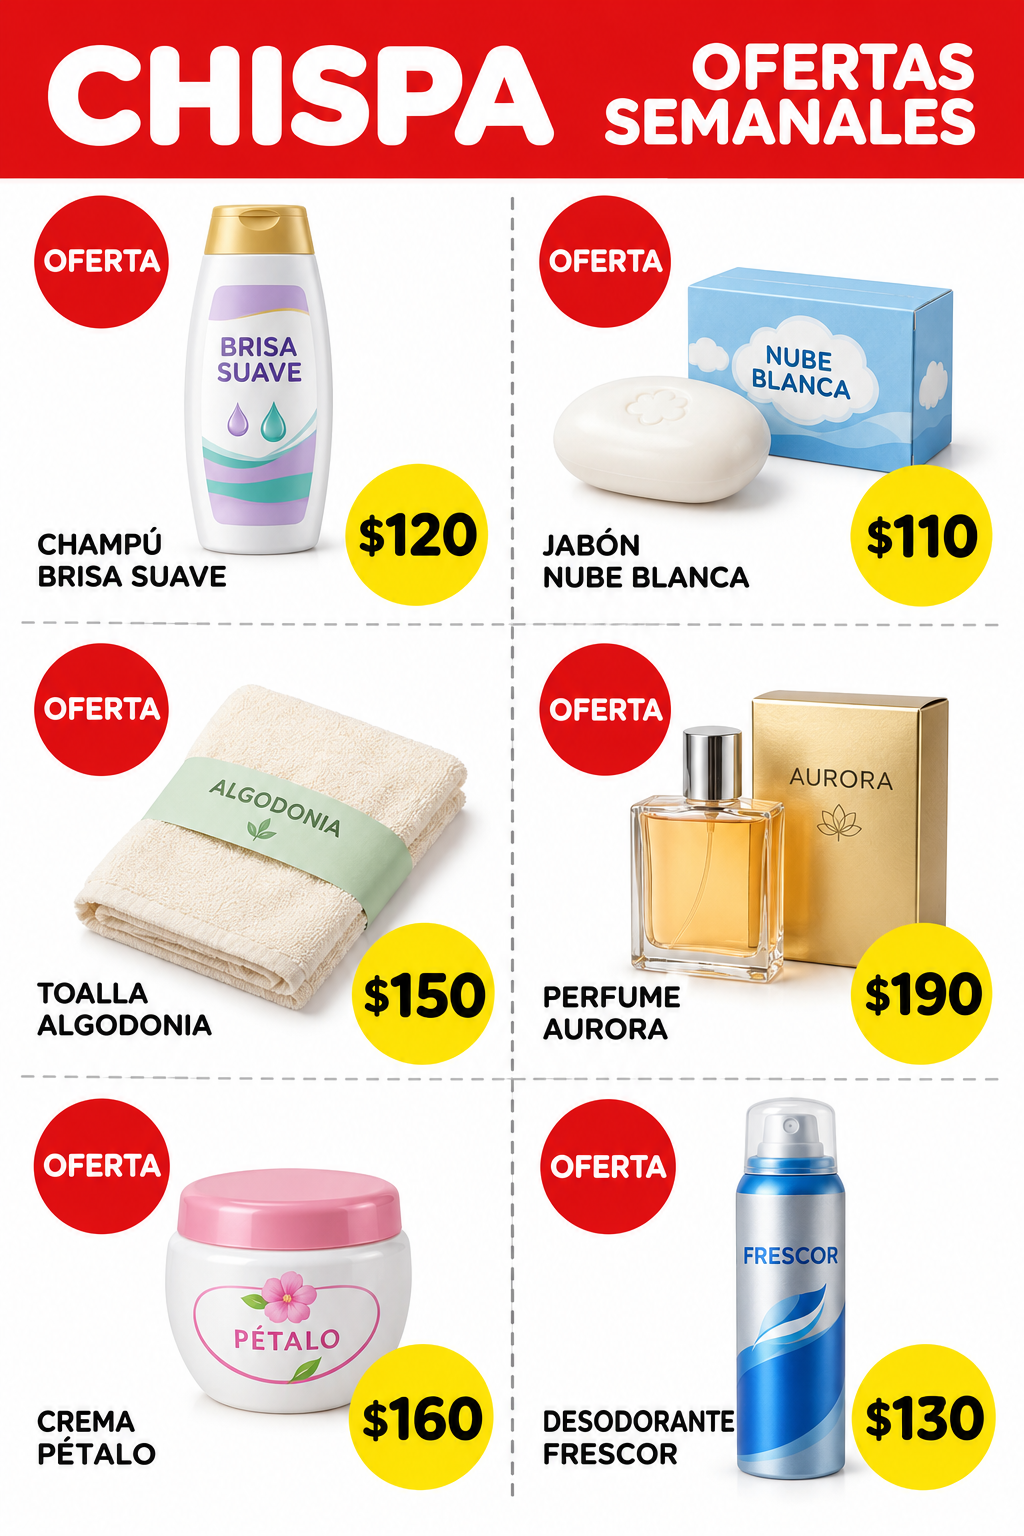 CHISPA
OFERTAS
SEMANALES
OFERTA
BRISA
SUAVE
CHAMPÚ
BRISA SUAVE
$120
OFERTA
NUBE
BLANCA
JABÓN
NUBE BLANCA
$110
OFERTA
ALGODONIA
TOALLA
ALGODONIA
$150
OFERTA
AURORA
PERFUME
AURORA
$190
OFERTA
PÉTALO
CREMA
PÉTALO
$160
OFERTA
FRESCOR
DESODORANTE
FRESCOR
$130